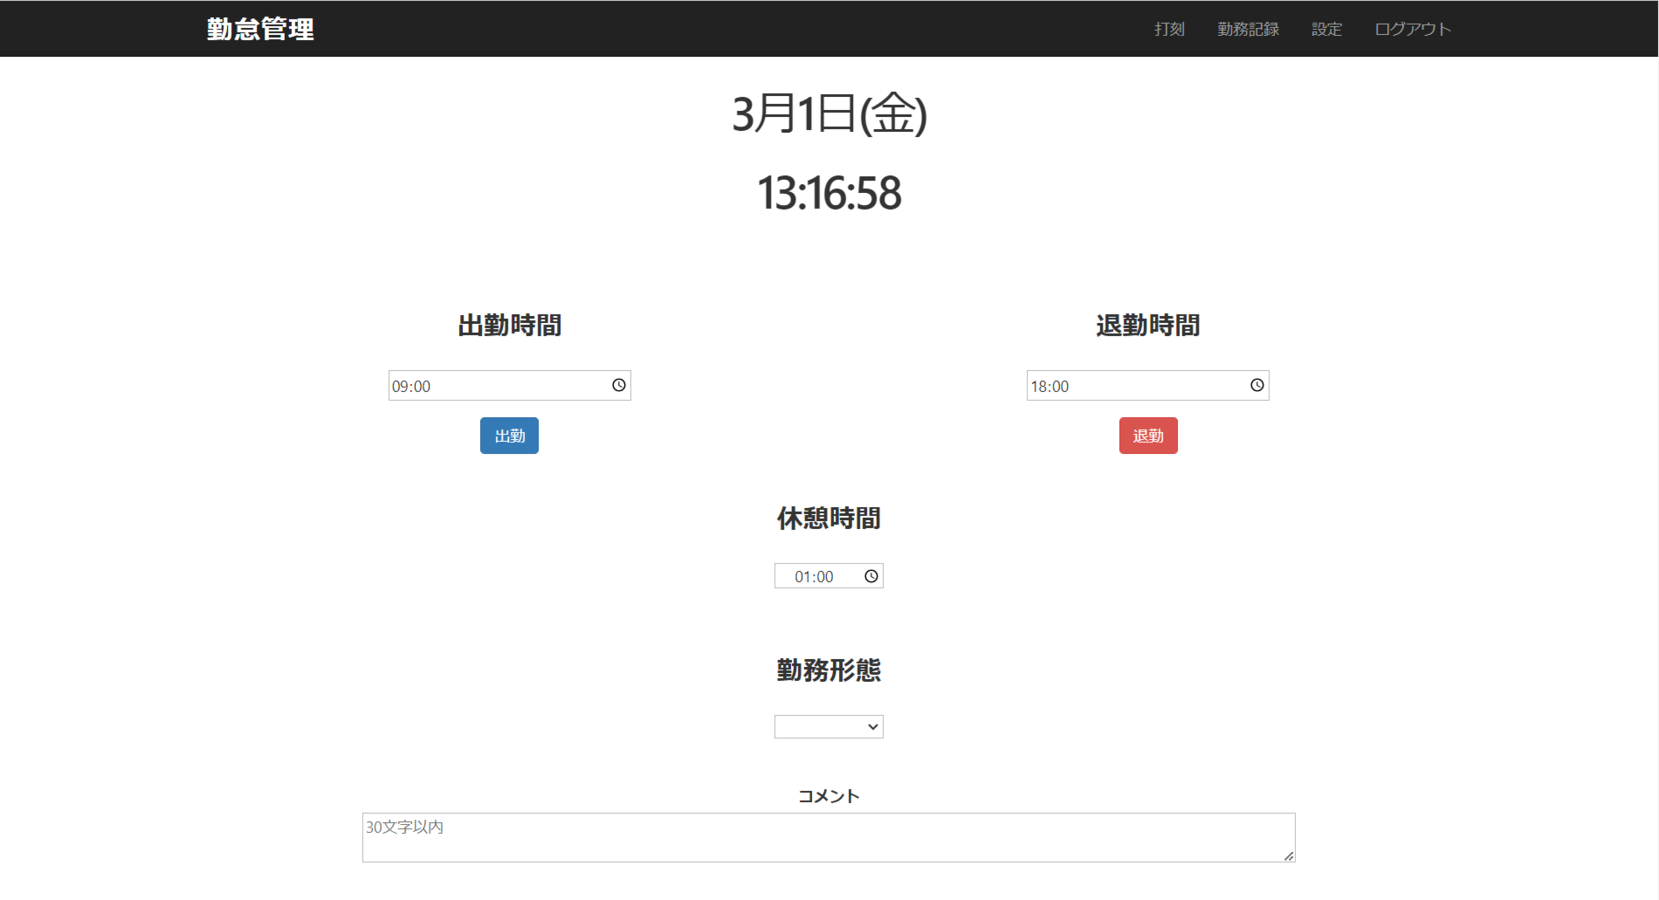 勤怠管理
打刻 勤務記録 設定 ログアウト
3月1日(金)
13:16:58
出勤時間
退勤時間
09:00
18:00
出勤
退勤
休憩時間
01:00
勤務形態
コメント
30文字以内